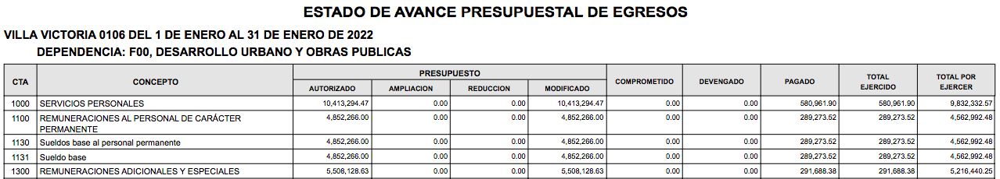 ESTADO DE AVANCE PRESUPUESTAL DE EGRESOS
VILLA VICTORIA 0106 DEL 1 DE ENERO AL 31 DE ENERO DE 2022
DEPENDENCIA: F00, DESARROLLO URBANO Y OBRAS PUBLICAS
CTA CONCEPTO PRESUPUESTO COMPROMETIDO DEVENGADO PAGADO TOTAL EJERCIDO TOTAL POR EJERCER
AUTORIZADO AMPLIACION REDUCCION MODIFICADO
1000 SERVICIOS PERSONALES 10,413,294.47 0.00 0.00 10,413,294.47 0.00 0.00 580,961.90 580,961.90 9,832,332.57
1100 REMUNERACIONES AL PERSONAL DE CARÁCTER 4,852,266.00 0.00 0.00 4,852,266.00 0.00 0.00 289,273.52 289,273.52 4,562,992.48
PERMANENTE
1130 Sueldos base al personal permanente 4,852,266.00 0.00 0.00 4,852,266.00 0.00 0.00 289,273.52 289,273.52 4,562,992.48
1131 Sueldo base 4,852,266.00 0.00 0.00 4,852,266.00 0.00 0.00 289,273.52 289,273.52 4,562,992.48
1300 REMUNERACIONES ADICIONALES Y ESPECIALES 5,508,128.63 0.00 0.00 5,508,128.63 0.00 0.00 291,688.38 291,688.38 5,216,440.25